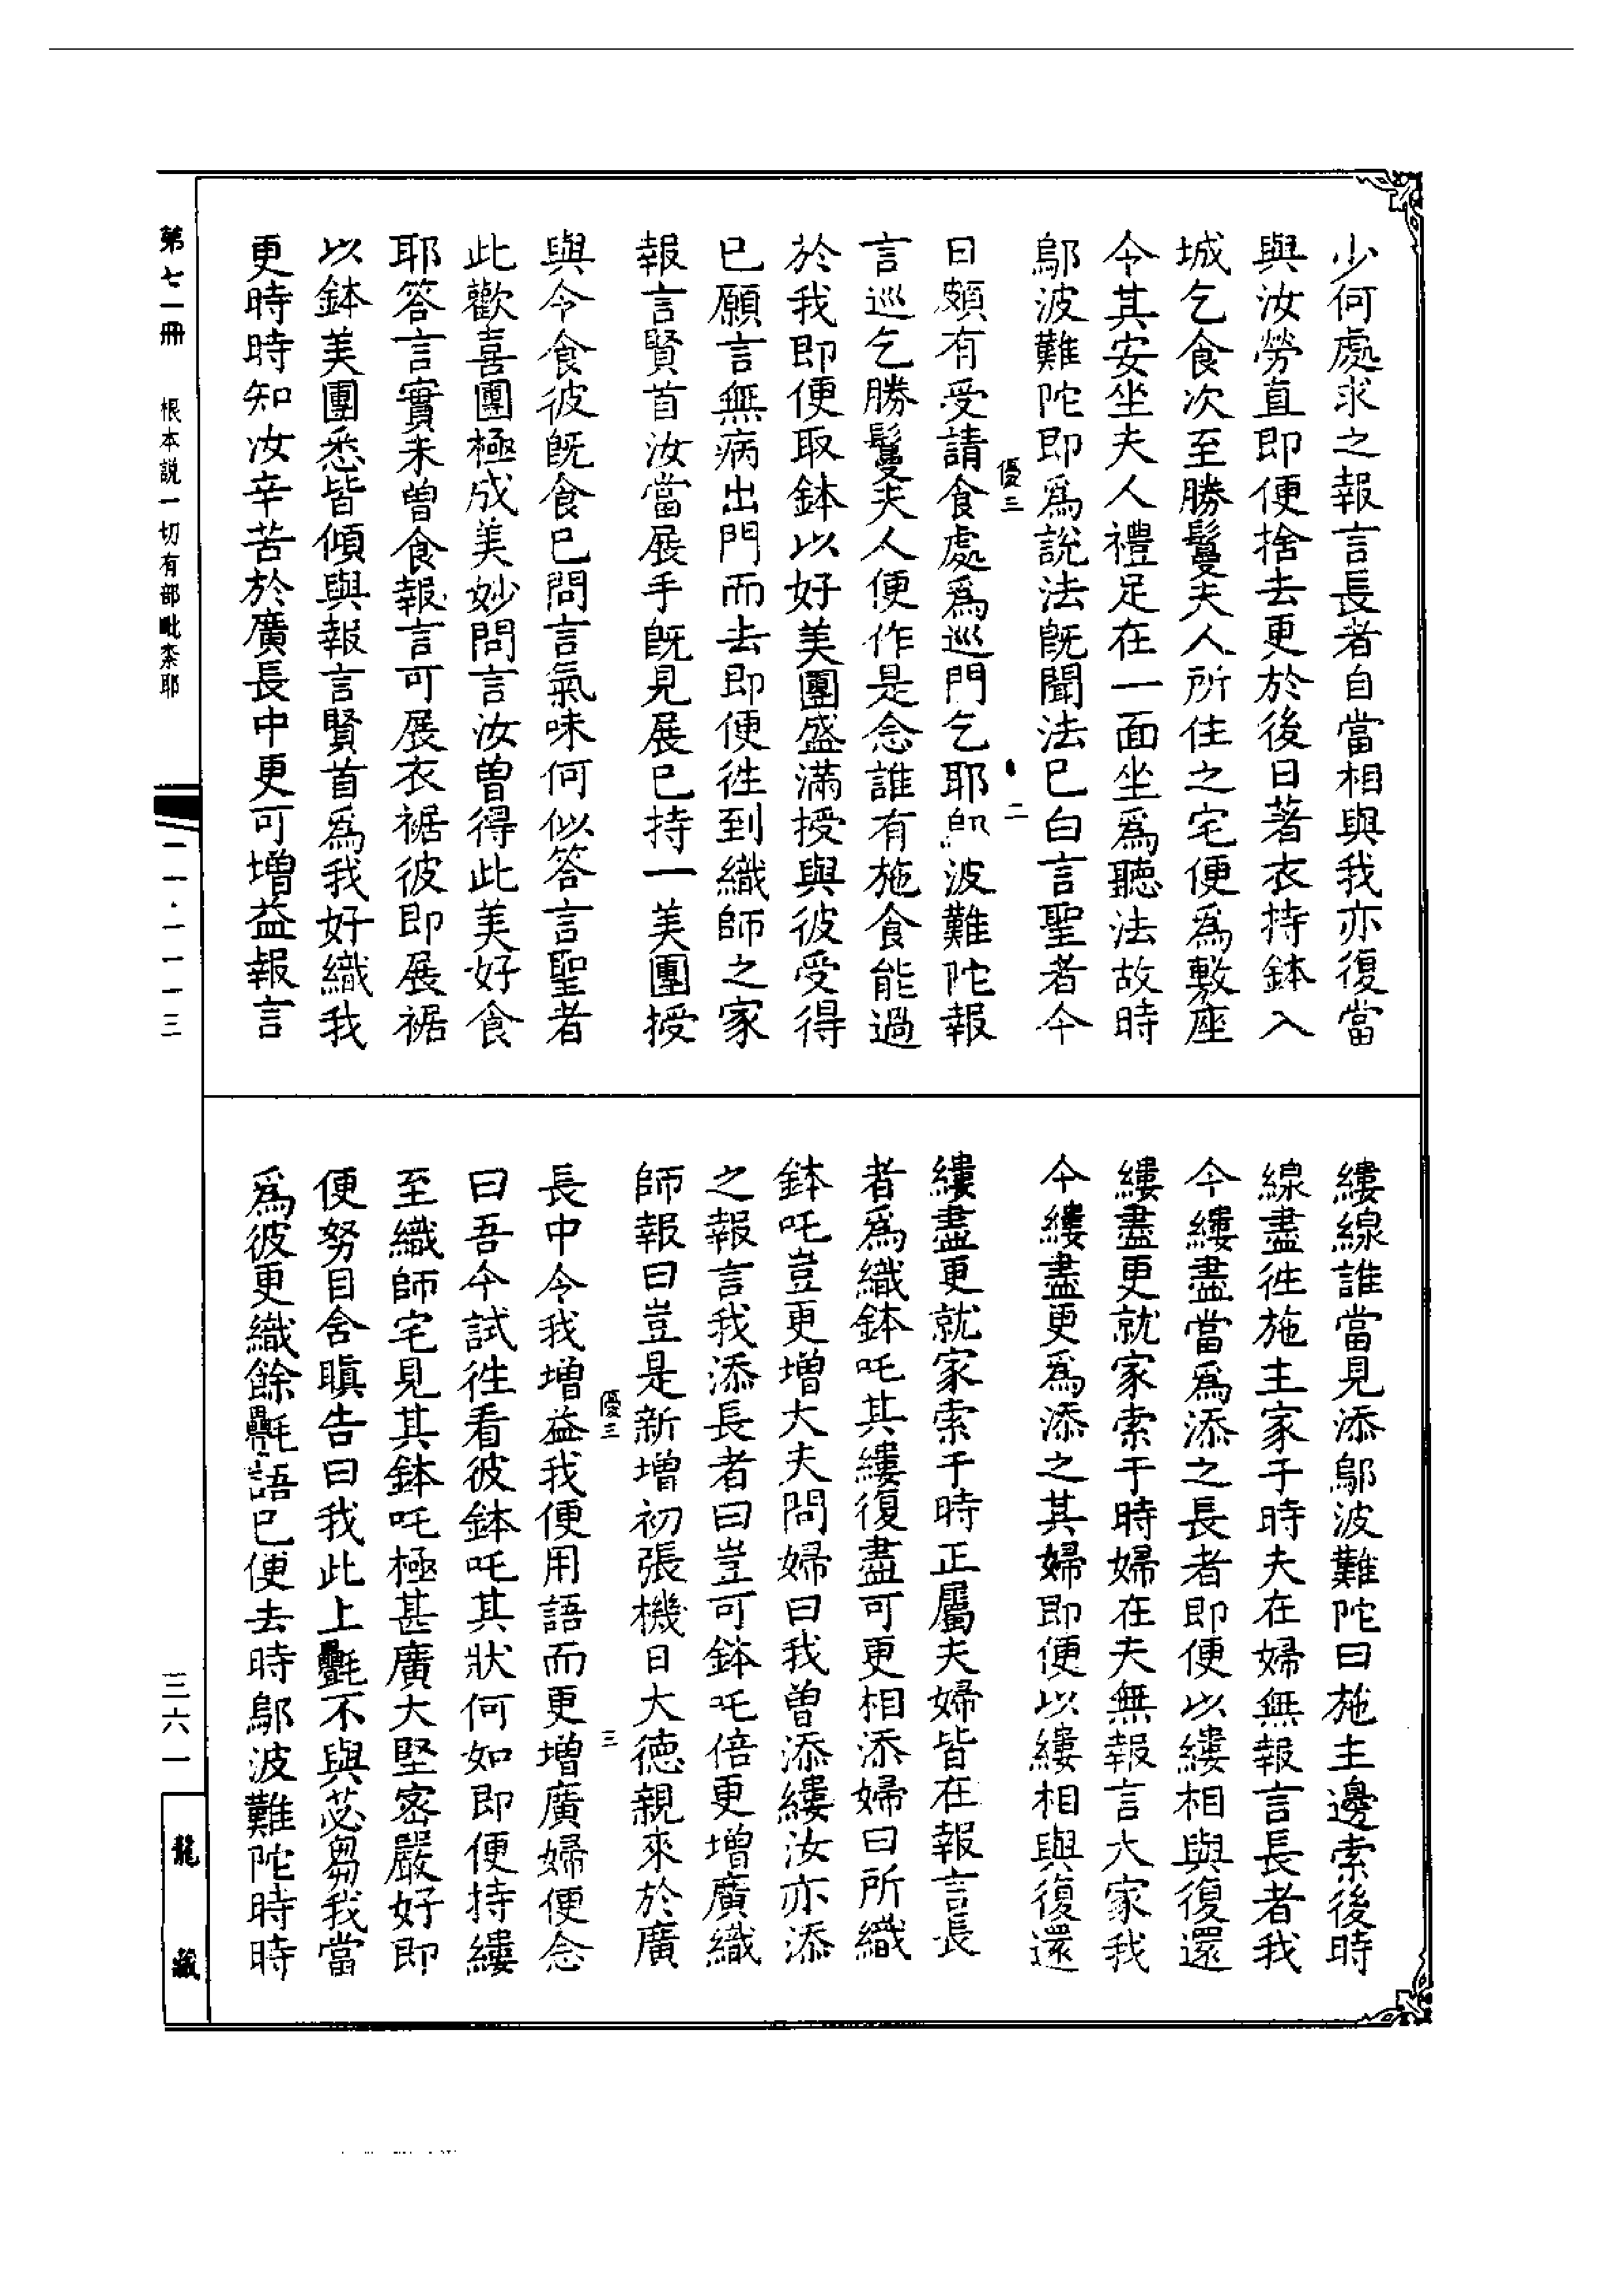 少何處求之報言長者自當相與我亦復當
與汝勞直即便捨去更於後日著衣持鉢入
城乞食次至勝鬘夫人所住之宅便爲敷座
令其安坐夫人禮足在一面坐爲聽法故時
鄔波難陀即爲說法既聞法已白言聖者今
優三
二
日頗有受請食處爲巡門乞耶鄔波難陀報
言巡乞勝鬘夫人便作是念誰有施食能過
於我即便取鉢以好美團盛滿授與彼受得
已願言無病出門而去即便徃到織師之家
報言賢首汝當展手既見展已持一美團授
與令食彼既食已問言氣味何似答言聖者
此歡喜團極成美妙問言汝曾得此美好食
耶答言實未曾食報言可展衣裾彼即展裾
以鉢美團悉皆傾與報言賢首爲我好織我
更時時知汝辛苦於廣長中更可增益報言
縷線誰當見添鄔波難陀曰施主邊索後時
線盡徃施主家于時夫在婦無報言長者我
今縷盡當爲添之長者即便以縷相與復還
縷盡更就家索于時婦在夫無報言大家我
今縷盡更爲添之其婦即便以縷相與復還
縷盡更就家索于時正屬夫婦皆在報言長
者爲織鉢吒其縷復盡可更相添婦曰所織
鉢吒豈更增大夫問婦曰我曾添縷汝亦添
之報言我添長者曰豈可鉢吒倍更增廣織
師報曰豈是新增初張機日大德親來於廣
優三
三
長中令我增益我便用語而更增廣婦便念
曰吾今試徃看彼鉢吒其狀何如即便持縷
至織師宅見其鉢吒極甚廣大堅密嚴好即
便努目含瞋告曰我此上㲲不與苾芻我當
爲彼更織餘㲲語已便去時鄔波難陀時時
第七一冊
根本説一切有部毗柰耶
二一·一一一三
三六一
龍藏